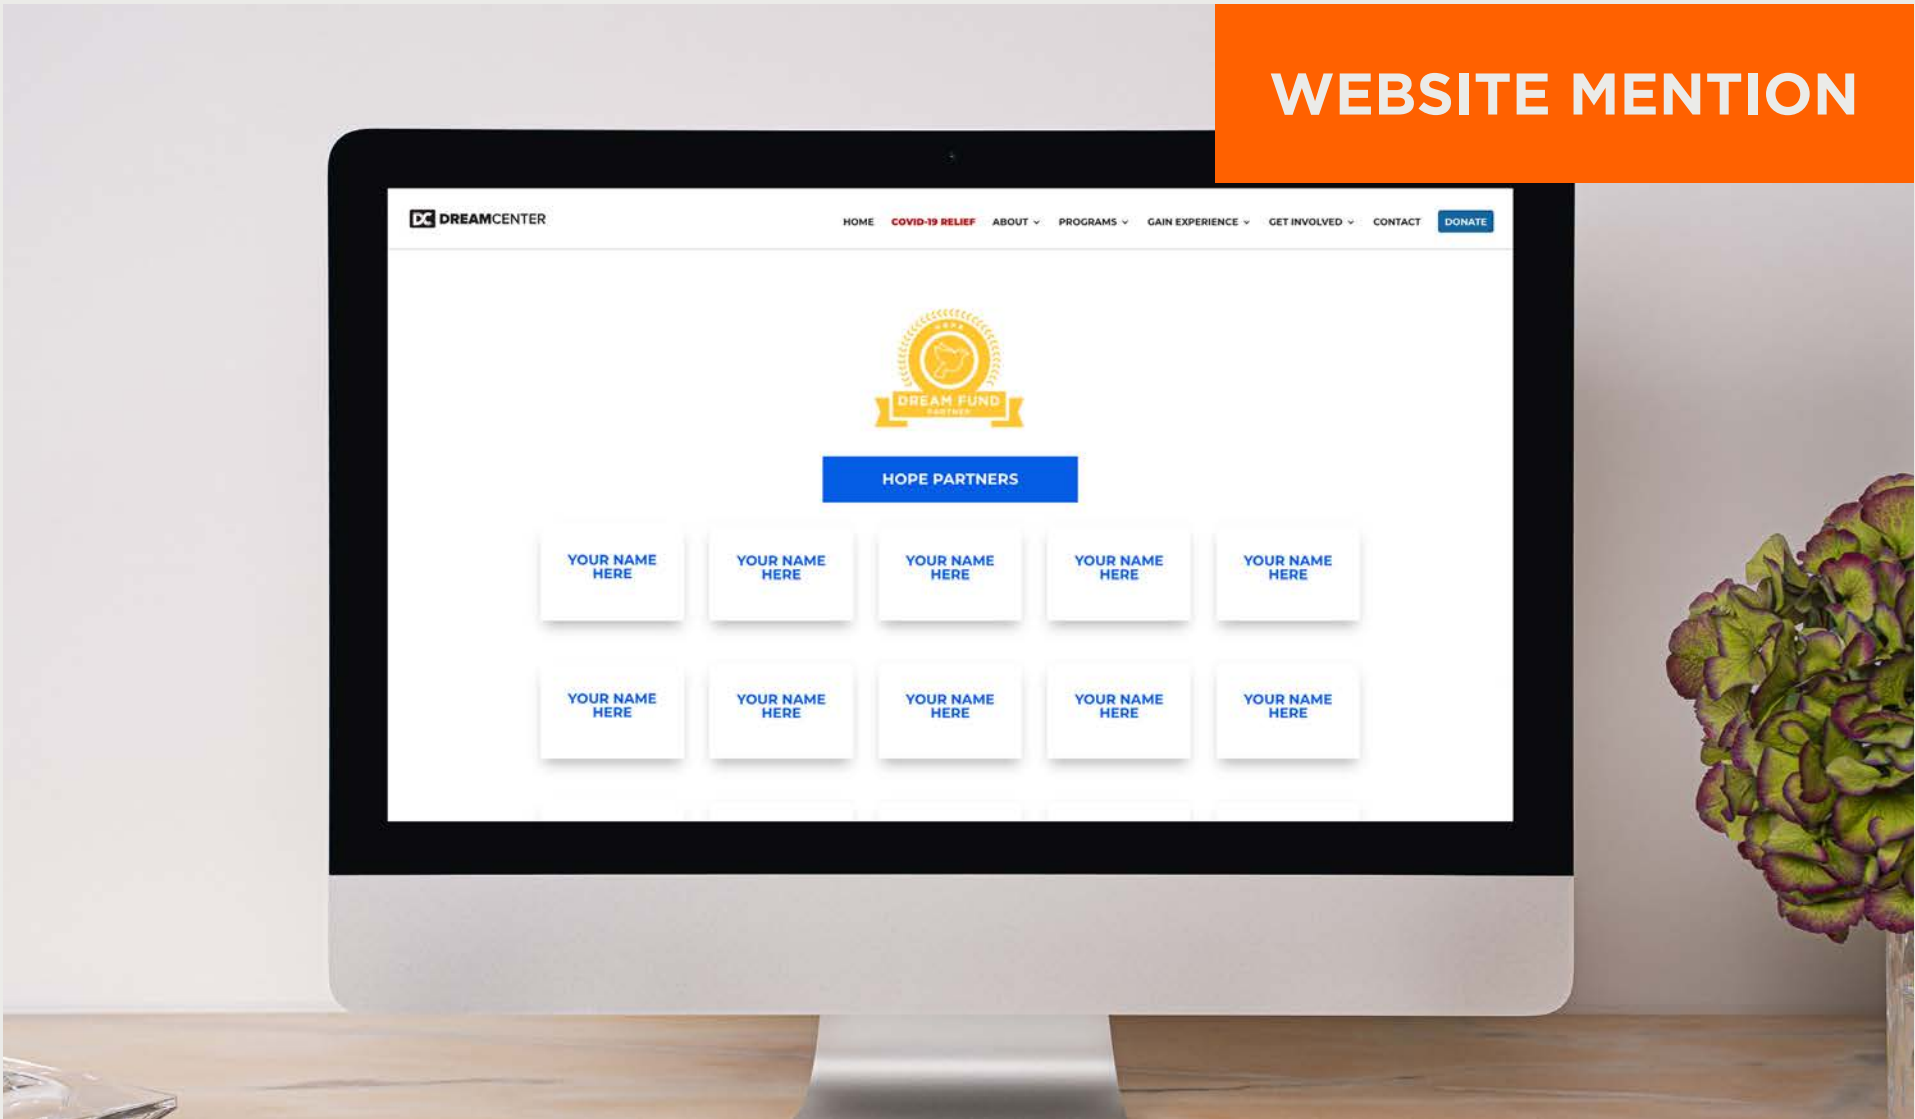 WEBSITE MENTION
DC DREAMCENTER
HOME COVID-19 RELIEF ABOUT PROGRAMS GAIN EXPERIENCE GET INVOLVED CONTACT DONATE
HOPE
DREAM FUND
PARTNER
HOPE PARTNERS
YOUR NAME YOUR NAME YOUR NAME YOUR NAME YOUR NAME
HERE HERE HERE HERE HERE
YOUR NAME YOUR NAME YOUR NAME YOUR NAME YOUR NAME
HERE HERE HERE HERE HERE